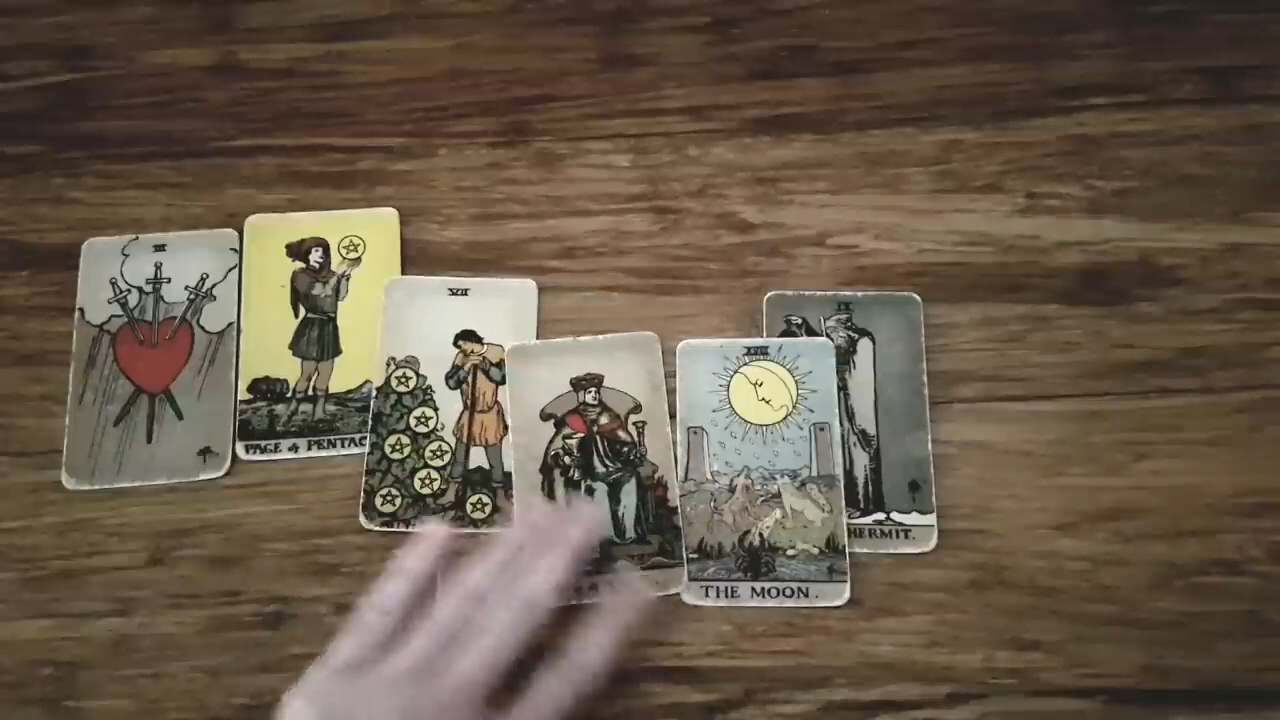 III
PAGE of PENTAC
VII
XVIII
THE MOON.
IX
HERMIT.